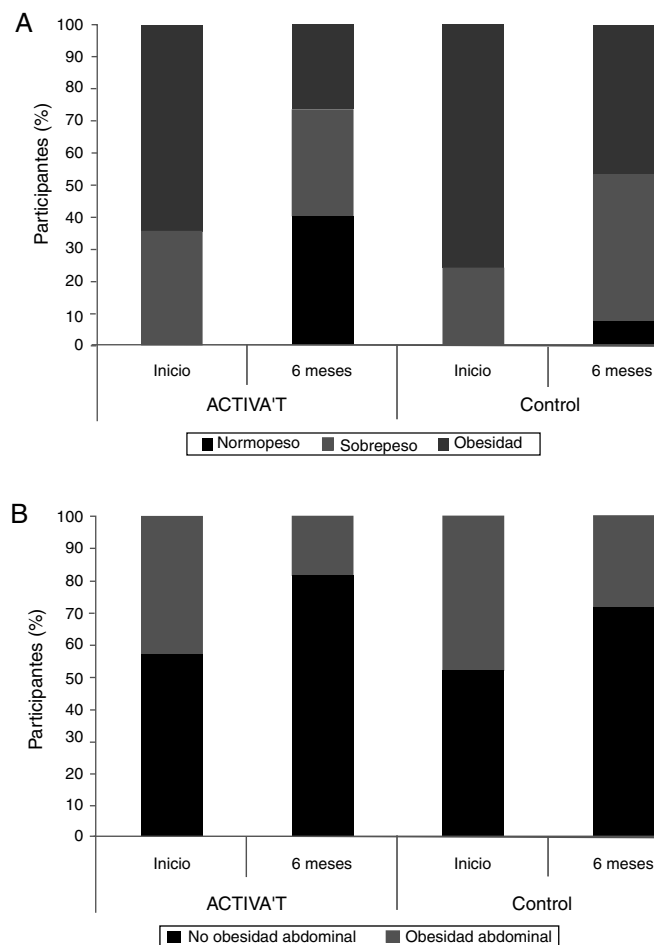 A
Participantes (%)
100
90
80
70
60
50
40
30
20
10
0
Inicio
6 meses
Inicio
6 meses
ACTIVA'T
Control
Normopeso
Sobrepeso
Obesidad
B
Participantes (%)
100
90
80
70
60
50
40
30
20
10
0
Inicio
6 meses
Inicio
6 meses
ACTIVA'T
Control
No obesidad abdominal
Obesidad abdominal